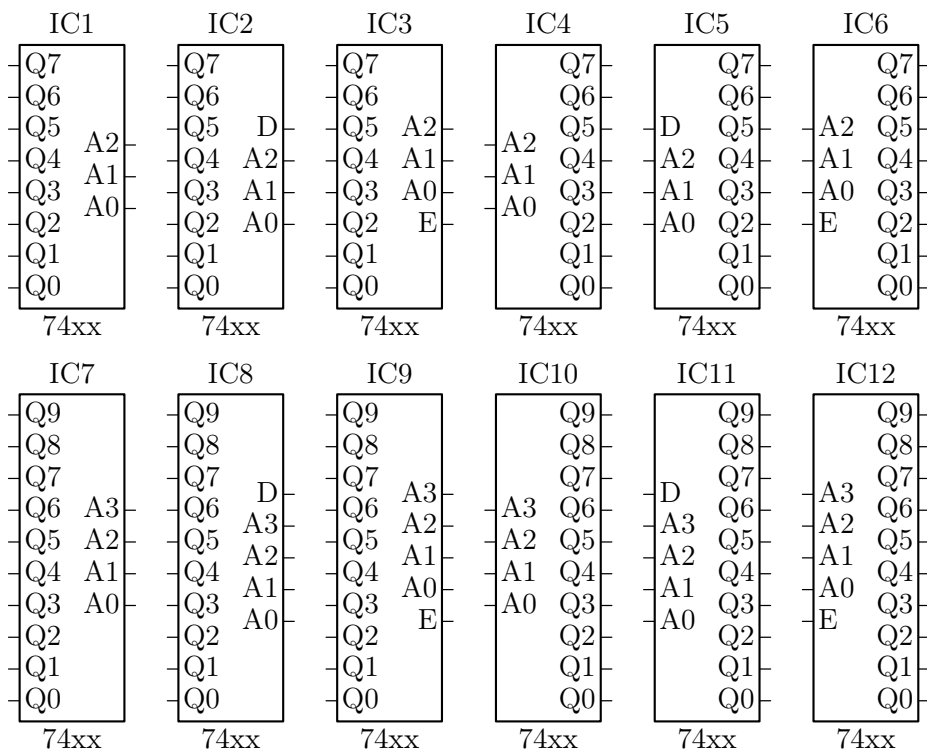 IC1 IC2 IC3 IC4 IC5 IC6
Q7 Q7 Q7 Q7 Q7 Q7
Q6 Q6 Q6 Q6 Q6 Q6
Q5 Q5 D Q5 A2 Q5 D Q5 A2 Q5
A2 A2
Q4 Q4 A2 Q4 A1 Q4 A2 Q4 A1 Q4
A1 A1
Q3 Q3 A1 Q3 A0 Q3 A1 Q3 A0 Q3
A0 A0
Q2 Q2 A0 Q2 E Q2 A0 Q2 E Q2
Q1 Q1 Q1 Q1 Q1 Q1
Q0 Q0 Q0 Q0 Q0 Q0
74xx 74xx 74xx 74xx 74xx 74xx
IC7 IC8 IC9 IC10 IC11 IC12
Q9 Q9 Q9 Q9 Q9 Q9
Q8 Q8 Q8 Q8 Q8 Q8
Q7 Q7 Q7 Q7 Q7 Q7
D A3 D A3
Q6 A3 Q6 Q6 A3 Q6 Q6 Q6
A3 A2 A3 A2
Q5 A2 Q5 Q5 A2 Q5 Q5 Q5
A2 A1 A2 A1
Q4 A1 Q4 Q4 A1 Q4 Q4 Q4
A1 A0 A1 A0
Q3 A0 Q3 Q3 A0 Q3 Q3 Q3
A0 E A0 E
Q2 Q2 Q2 Q2 Q2 Q2
Q1 Q1 Q1 Q1 Q1 Q1
Q0 Q0 Q0 Q0 Q0 Q0
74xx 74xx 74xx 74xx 74xx 74xx